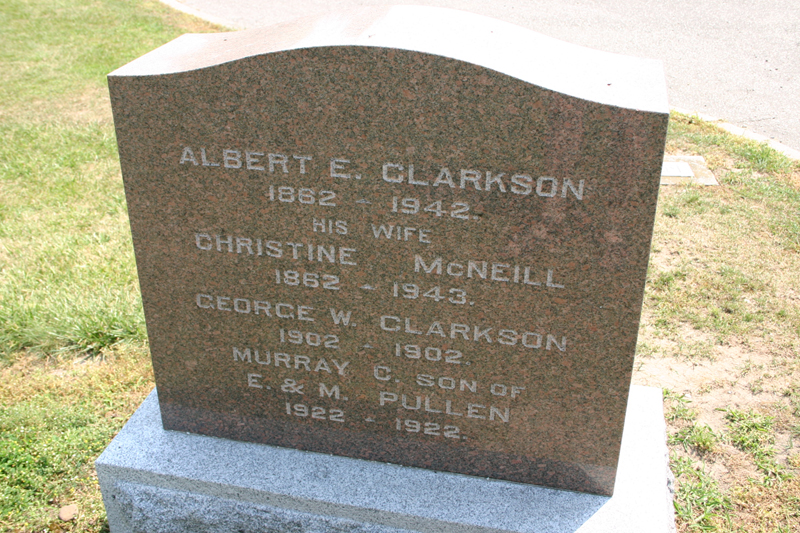 ALBERT E. CLARKSON
1862 - 1942.
HIS WIFE
CHRISTINE McNEILL
1862 - 1943.
GEORGE W. CLARKSON
1902 - 1902.
MURRAY C. SON OF
E. & M. PULLEN
1922 - 1922.